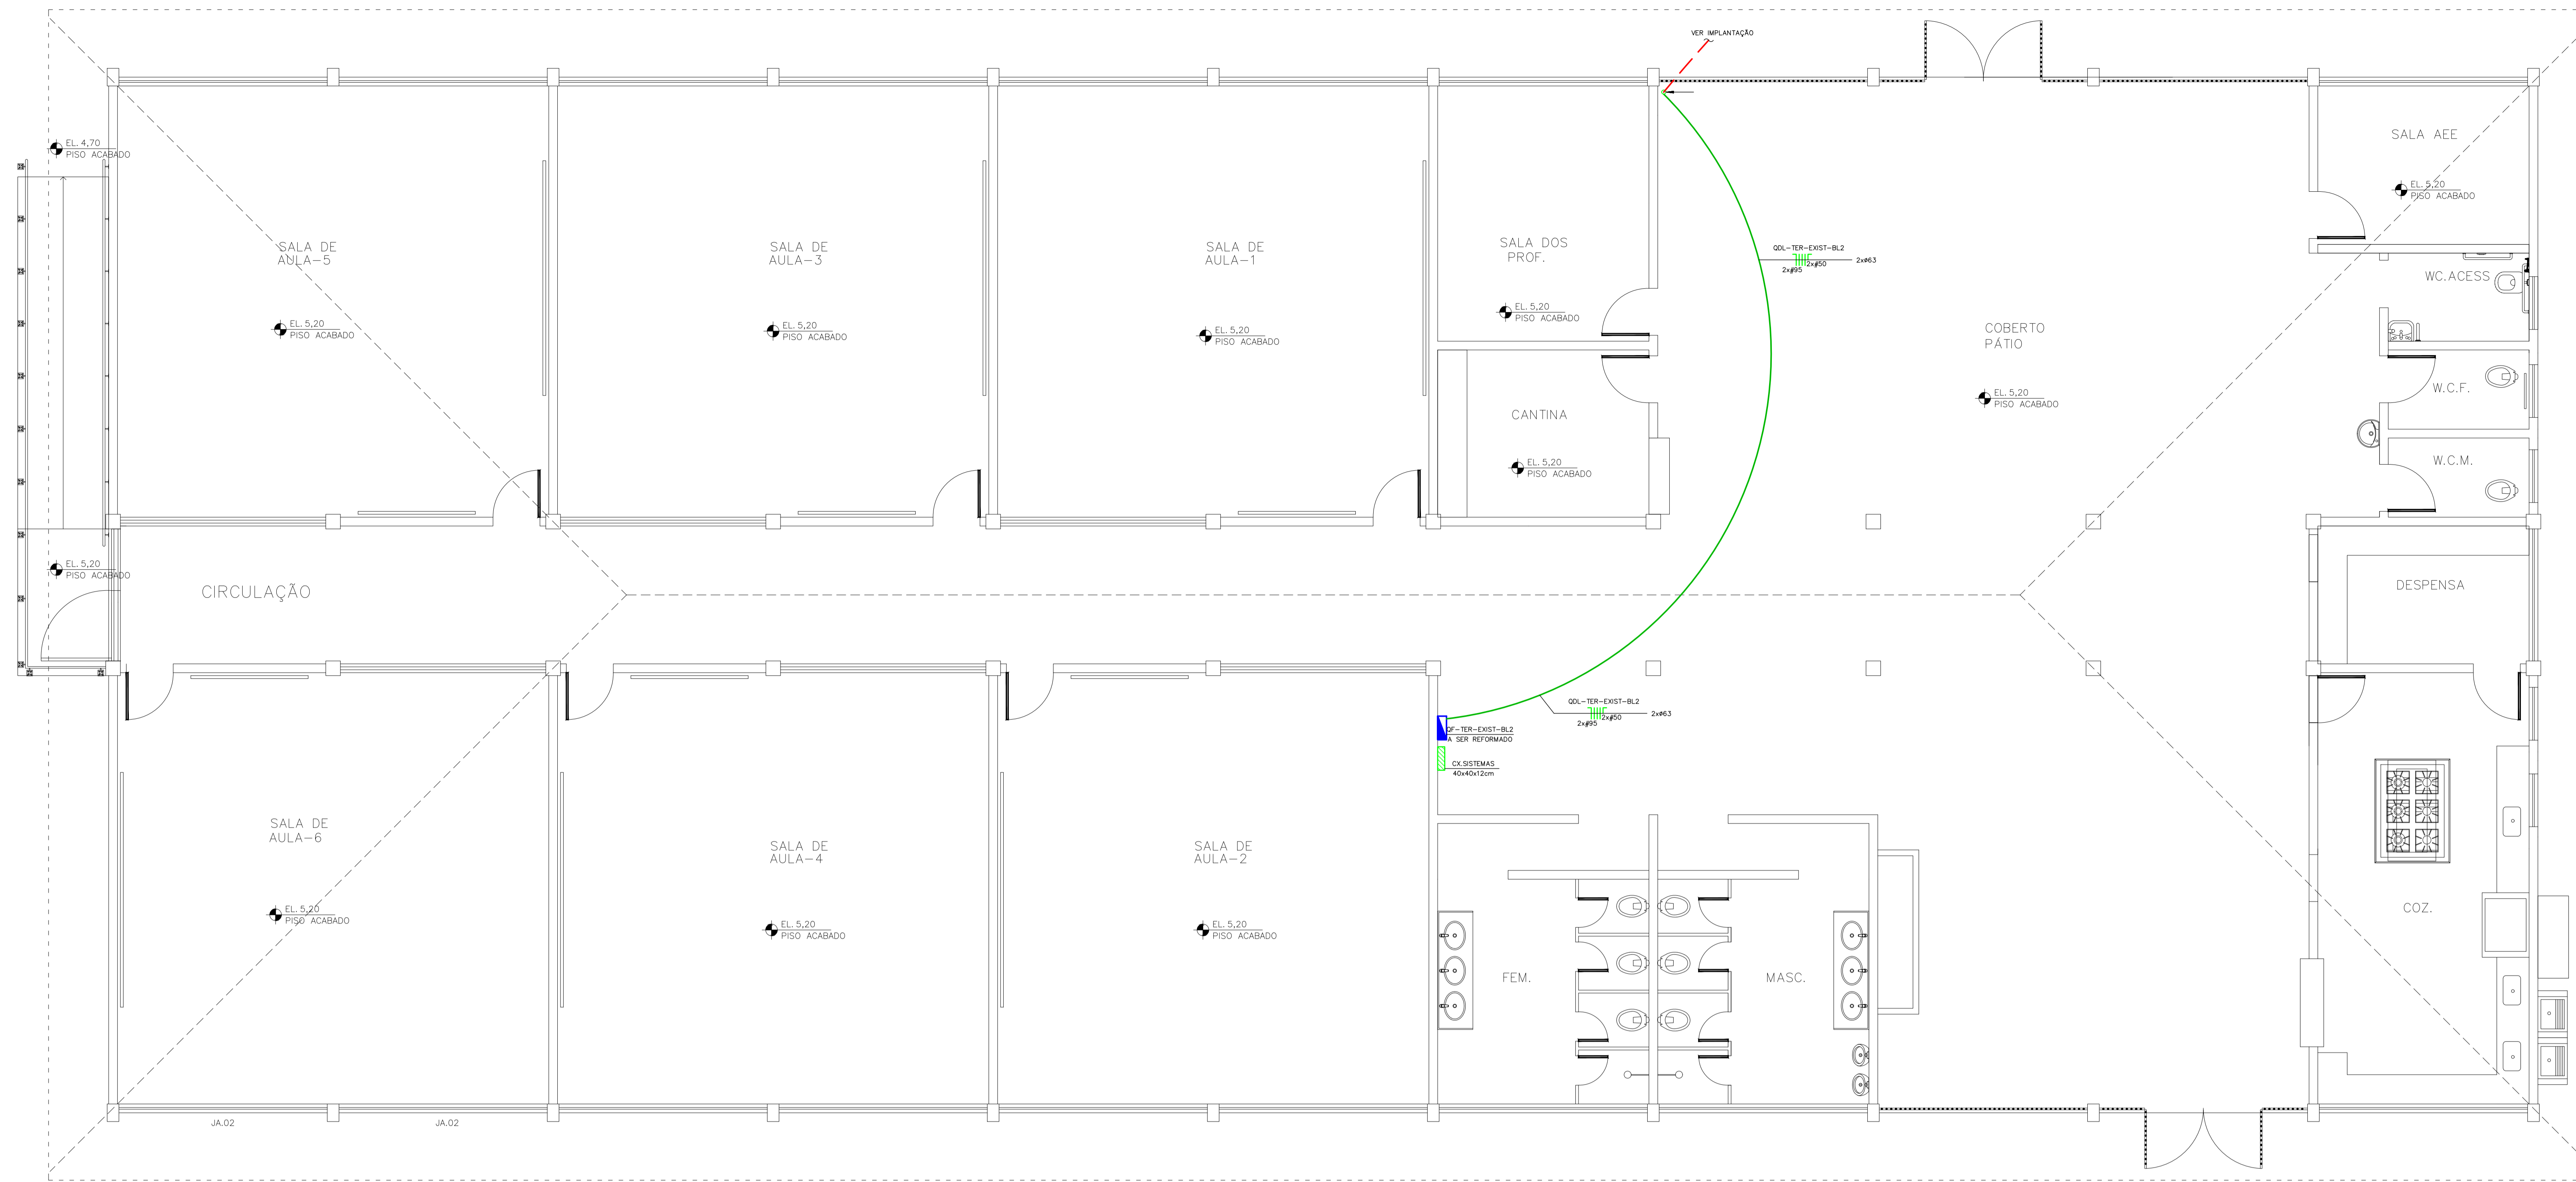 VER IMPLANTAÇÃO
EL. 4,70
PISO ACABADO
SALA DE
AULA-5
EL. 5,20
PISO ACABADO
SALA DE
AULA-3
EL. 5,20
PISO ACABADO
SALA DE
AULA-1
EL. 5,20
PISO ACABADO
SALA DOS
PROF.
EL. 5,20
PISO ACABADO
CANTINA
EL. 5,20
PISO ACABADO
QDL-TER-EXIST-BL2
2x#50
2x#95
2xø63
COBERTO
PÁTIO
EL. 5,20
PISO ACABADO
SALA AEE
EL. 5,20
PISO ACABADO
WC.ACESS
W.C.F.
W.C.M.
EL. 5,20
PISO ACABADO
CIRCULAÇÃO
DESPENSA
QDL-TER-EXIST-BL2
2x#50
2x#95
2xø63
QF-TER-EXIST-BL2
A SER REFORMADO
CX.SISTEMAS
40x40x12cm
SALA DE
AULA-6
EL. 5,20
PISO ACABADO
SALA DE
AULA-4
EL. 5,20
PISO ACABADO
SALA DE
AULA-2
EL. 5,20
PISO ACABADO
FEM.
MASC.
COZ.
JA.02
JA.02